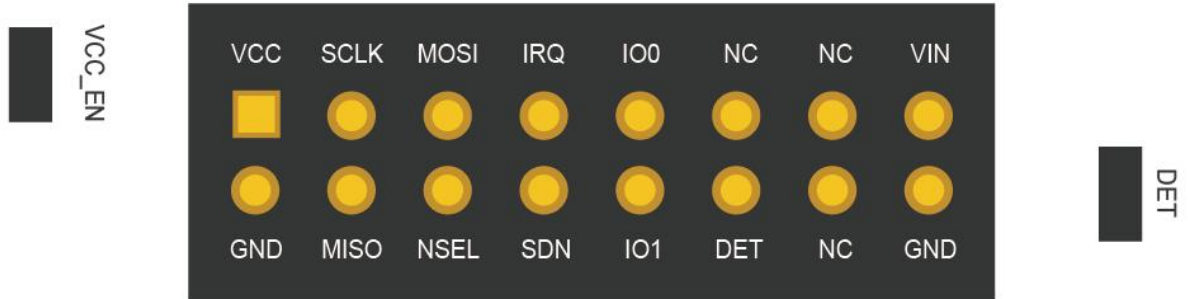 VCC_EN
VCC SCLK MOSI IRQ IO0 NC NC VIN
GND MISO NSEL SDN IO1 DET NC GND
DET